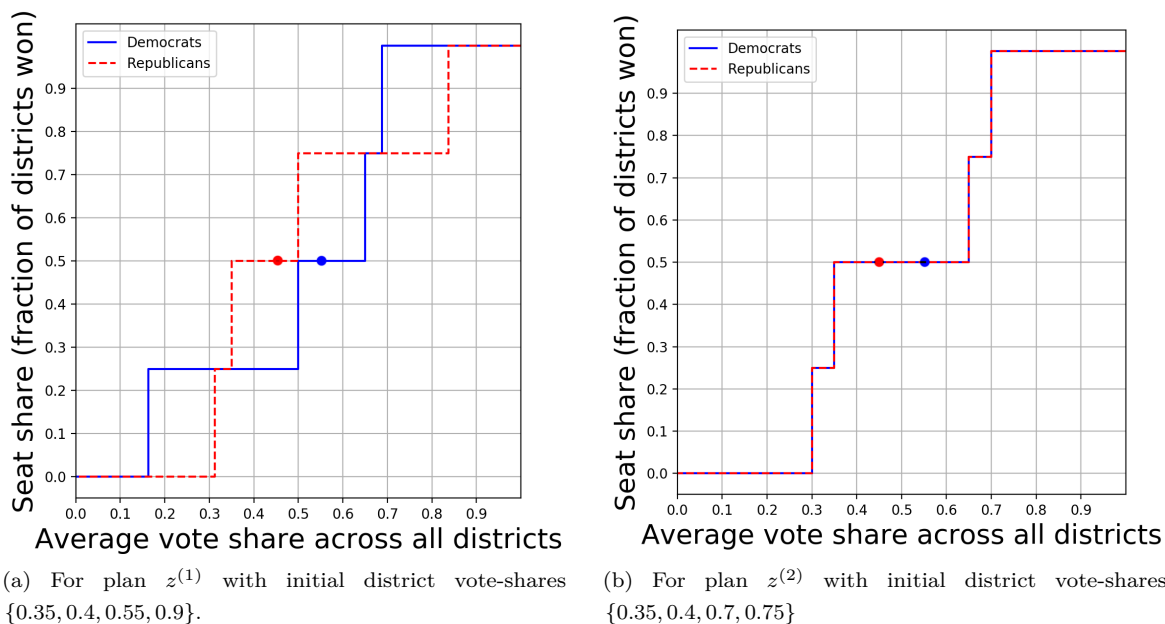 Democrats
Republicans
Seat share (fraction of districts won)
0.9
0.8
0.7
0.6
0.5
0.4
0.3
0.2
0.1
0.0
0.0 0.1 0.2 0.3 0.4 0.5 0.6 0.7 0.8 0.9
Average vote share across all districts
(a) For plan z^(1) with initial district vote-shares
{0.35, 0.4, 0.55, 0.9}.
Democrats
Republicans
Seat share (fraction of districts won)
0.9
0.8
0.7
0.6
0.5
0.4
0.3
0.2
0.1
0.0
0.0 0.1 0.2 0.3 0.4 0.5 0.6 0.7 0.8 0.9
Average vote share across all districts
(b) For plan z^(2) with initial district vote-shares
{0.35, 0.4, 0.7, 0.75}